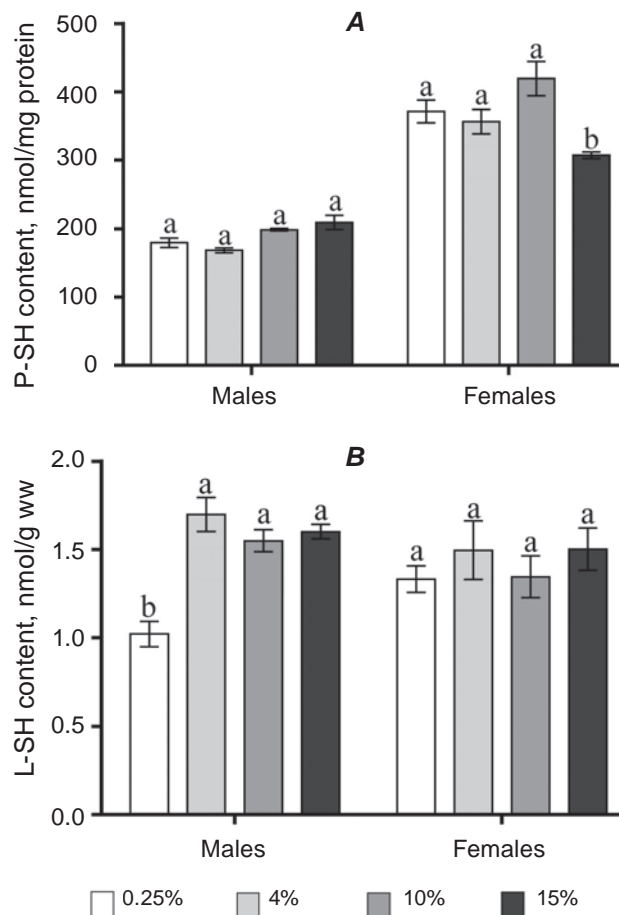 A
P-SH content, nmol/mg protein
500
400
300
200
100
0
a
a
a
a
a
a
a
b
Males
Females
B
L-SH content, nmol/g ww
2.0
1.5
1.0
0.5
0.0
b
a
a
a
a
a
a
a
Males
Females
0.25%
4%
10%
15%